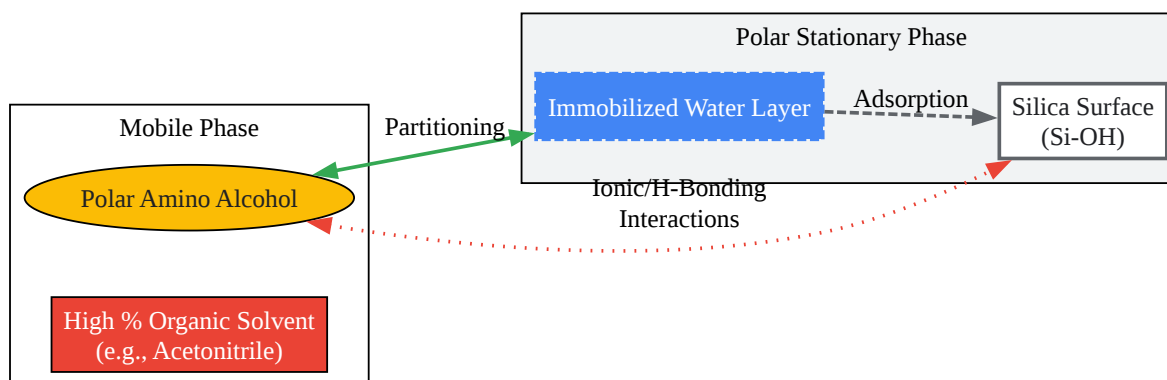 Polar Stationary Phase
Immobilized Water Layer
Adsorption
Silica Surface
(Si-OH)
Mobile Phase
Partitioning
Polar Amino Alcohol
Ionic/H-Bonding
Interactions
High % Organic Solvent
(e.g., Acetonitrile)